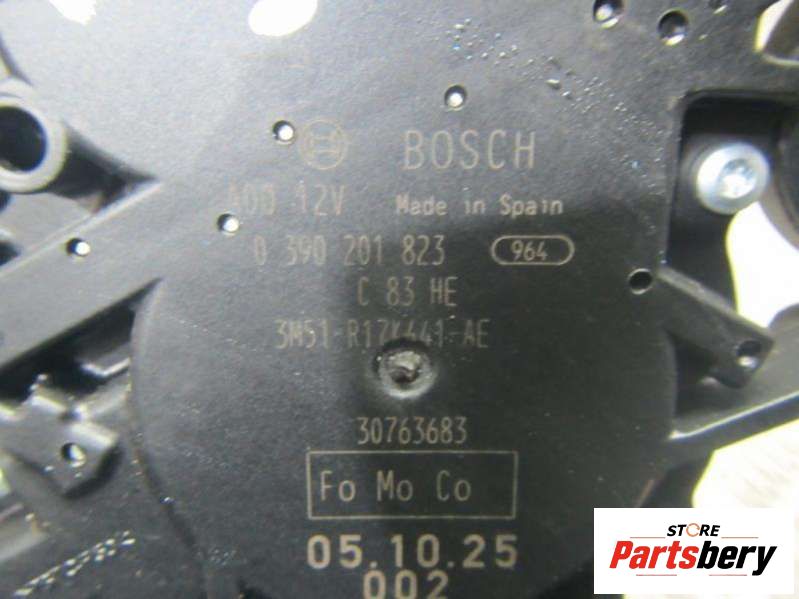 BOSCH
AOD 12V Made in Spain
0 390 201 823 964
C 83 HE
3M51-R17K441-AE
30763683
Fo Mo Co
05.10.25
002
STORE
Partsbery